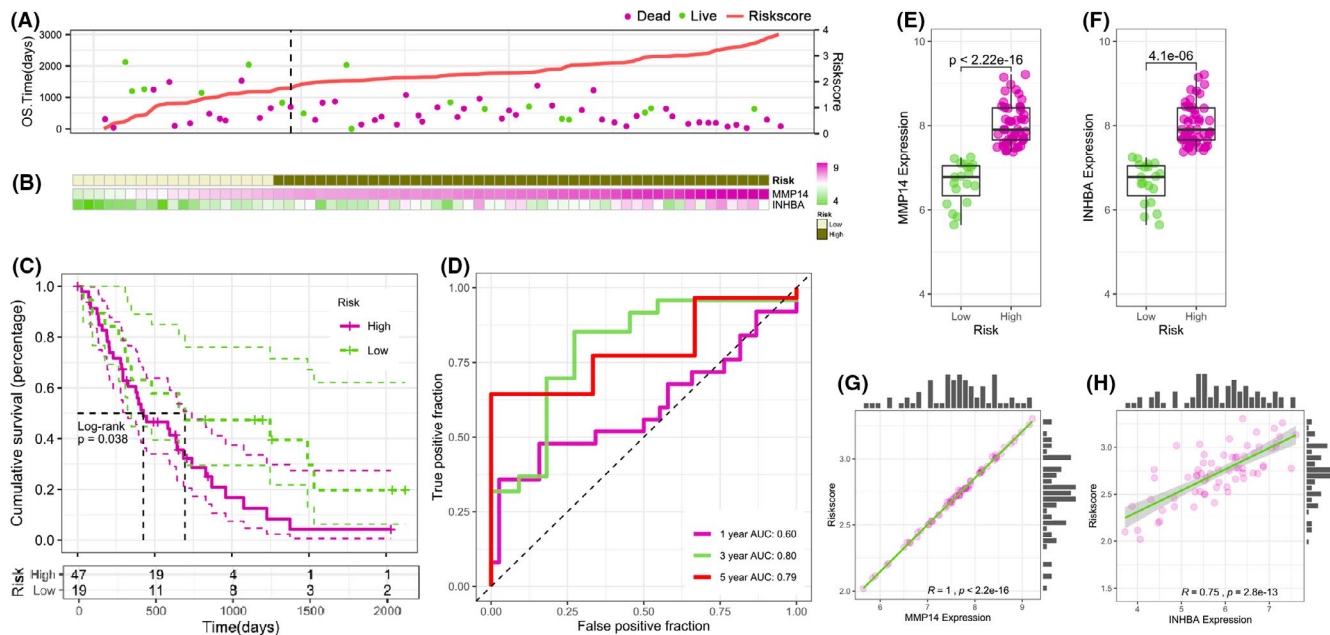 (A)
Dead Live Riskscore
OS.Time(days)
3000
2000
1000
0
4
3
2
1
0
Riskscore
(B)
Risk
MMP14
INHBA
9
4
Risk
Low
High
(C)
Cumulative survival (percentage)
1.0
0.8
0.6
0.4
0.2
0.0
Risk
High
Low
Log-rank
p = 0.038
Risk
High 47 19 4 1 1
Low 19 11 8 3 2
0 500 1000 1500 2000
Time(days)
(D)
True positive fraction
1.00
0.75
0.50
0.25
0.00
1 year AUC: 0.60
3 year AUC: 0.80
5 year AUC: 0.79
0.00 0.25 0.50 0.75 1.00
False positive fraction
(E)
MMP14 Expression
10
8
6
4
p < 2.22e-16
Low High
Risk
(F)
INHBA Expression
10
8
6
4
4.1e-06
Low High
Risk
(G)
Riskscore
3.0
2.5
2.0
R = 1 , p < 2.2e-16
6 7 8 9
MMP14 Expression
(H)
Riskscore
3.0
2.5
2.0
1.5
R = 0.75 , p = 2.8e-13
4 5 6 7
INHBA Expression